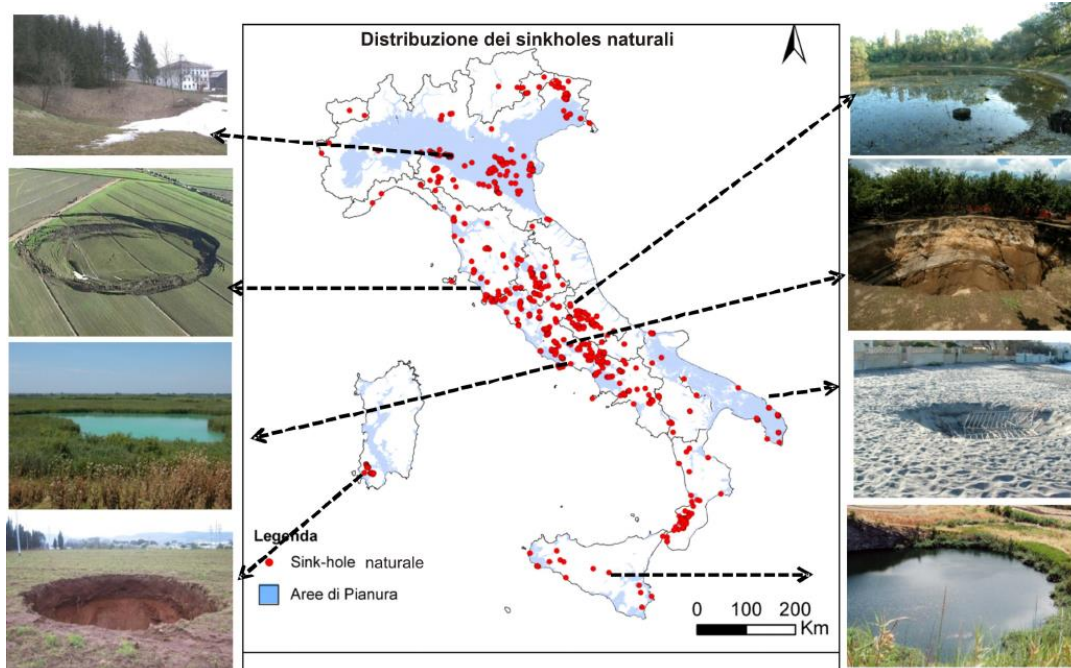 Distribuzione dei sinkholes naturali
Legenda
Sink-hole naturale
Aree di Pianura
0 100 200
Km